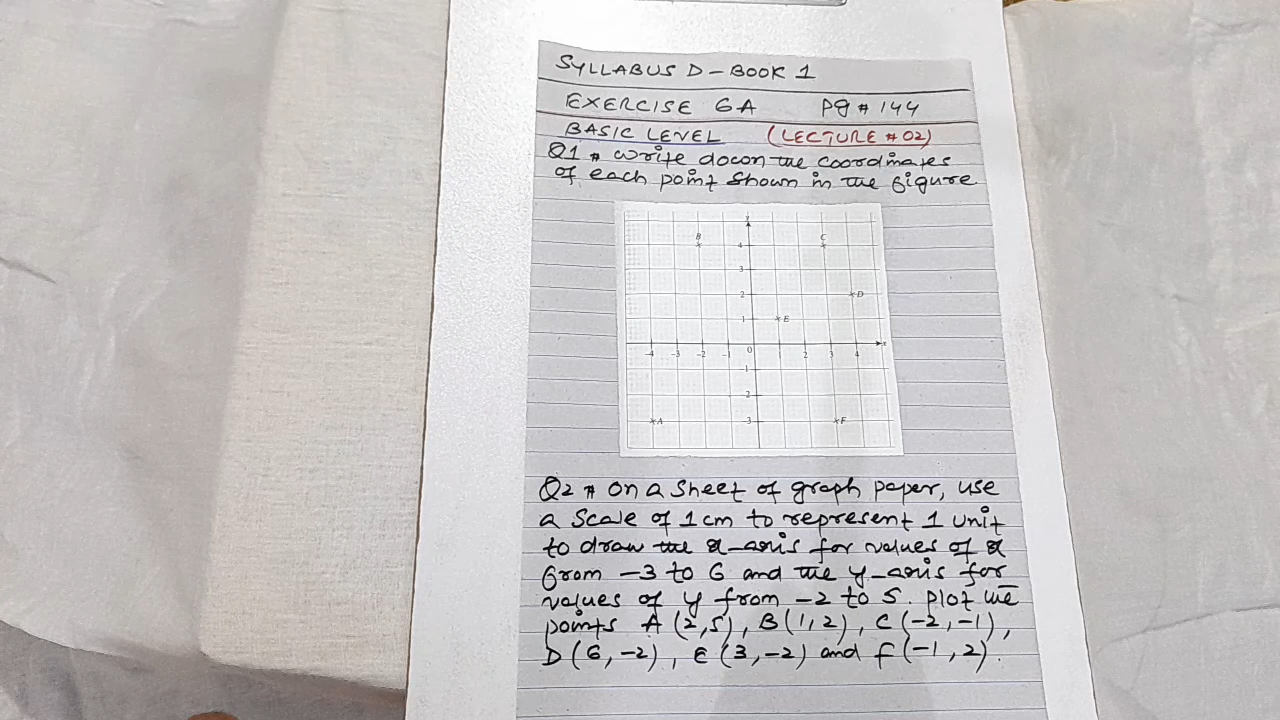 SYLLABUS D - BOOK 1
EXERCISE 6A Pg # 144
BASIC LEVEL (LECTURE # 02)
Q1 # Write down the coordinates
of each point shown in the figure.
y
B C
4
3
2 D
1 E
-4 -3 -2 -1 0 1 2 3 4 x
-1
-2
A -3 F
Q2 # On a sheet of graph paper, use
a scale of 1 cm to represent 1 unit
to draw the x-axis for values of x
from -3 to 6 and the y-axis for
values of y from -2 to 5. Plot the
points A (2,5), B(1,2), C(-2,-1),
D(6,-2), E(3,-2) and F(-1,2).